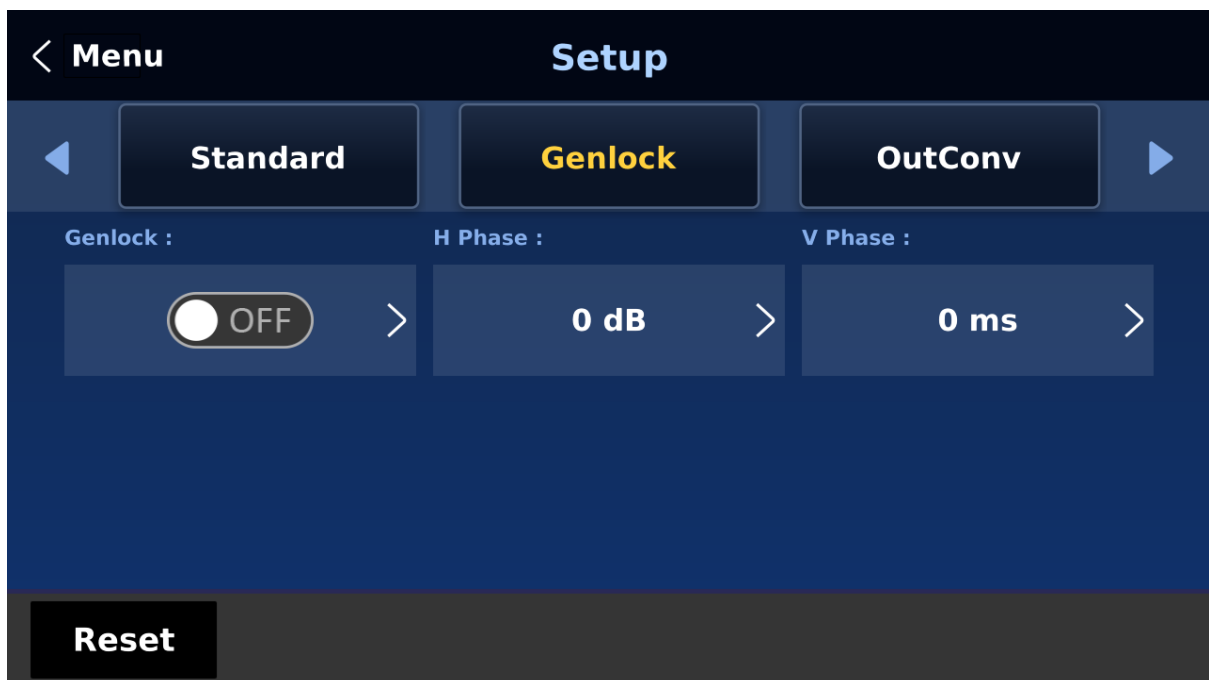 Menu
Setup
Standard
Genlock
OutConv
Genlock :
H Phase :
V Phase :
OFF
0 dB
0 ms
Reset